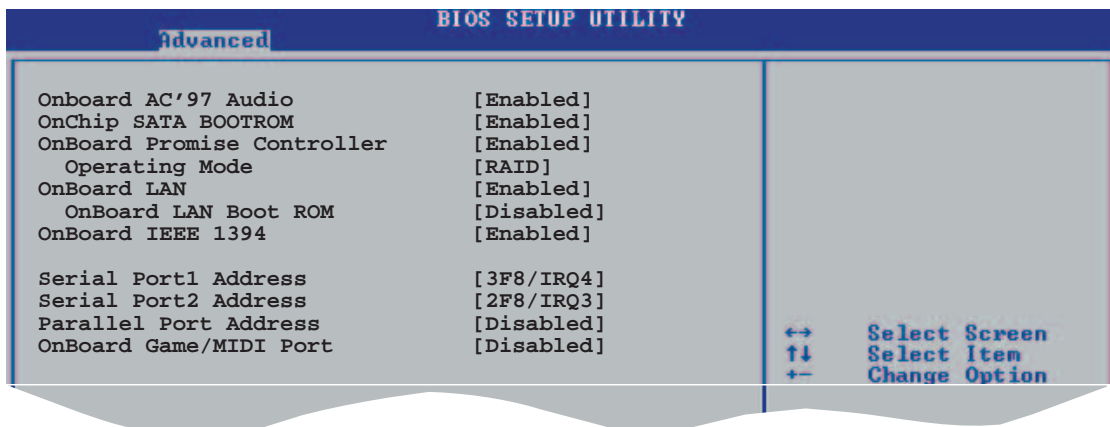 BIOS SETUP UTILITY
Advanced
Onboard AC'97 Audio [Enabled]
OnChip SATA BOOTROM [Enabled]
OnBoard Promise Controller [Enabled]
Operating Mode [RAID]
OnBoard LAN [Enabled]
OnBoard LAN Boot ROM [Disabled]
OnBoard IEEE 1394 [Enabled]
Serial Port1 Address [3F8/IRQ4]
Serial Port2 Address [2F8/IRQ3]
Parallel Port Address [Disabled]
OnBoard Game/MIDI Port [Disabled]
↔ Select Screen
↑↓ Select Item
+- Change Option